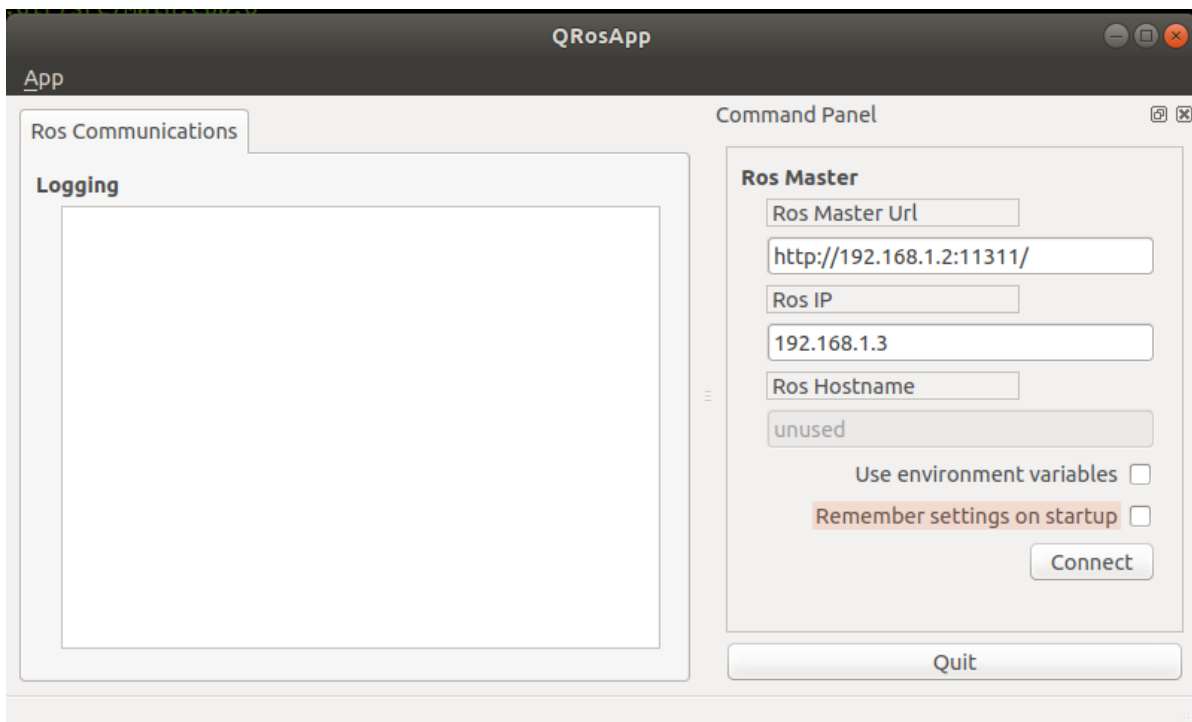 QRosApp
App
Ros Communications
Logging
Command Panel
Ros Master
Ros Master Url
http://192.168.1.2:11311/
Ros IP
192.168.1.3
Ros Hostname
unused
Use environment variables
Remember settings on startup
Connect
Quit